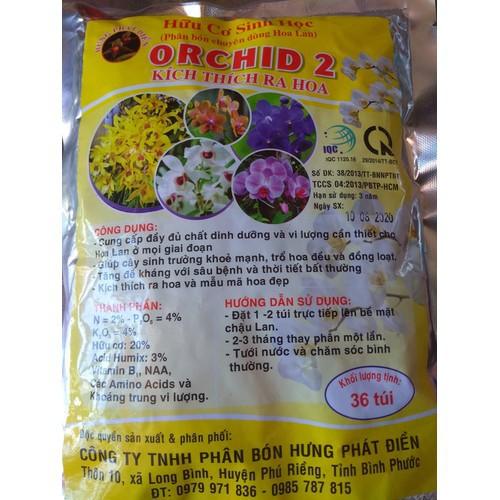 HƯNG PHÁT ĐIỀN
Hữu Cơ Sinh Học
(Phân bón chuyên dùng Hoa Lan)
ORCHID 2
KÍCH THÍCH RA HOA
IQC
IQC 1120.16
Số DK: 38/2013/TT-BNNPTNT
TCCS 04:2013/PBTP-HCM
Hạn sử dụng: 3 năm
Ngày SX:
10 08 2020
CÔNG DỤNG:
- Cung cấp đầy đủ chất dinh dưỡng và vi lượng cần thiết cho
Hoa Lan ở mọi giai đoạn
- Giúp cây sinh trưởng khoẻ mạnh, trổ hoa đều và đồng loạt.
- Tăng đề kháng với sâu bệnh và thời tiết bất thường
- Kích thích ra hoa và mẫu mã hoa đẹp
THÀNH PHẦN:
N = 2% - P₂O₅ = 4%
K₂O = 4%
Hữu cơ: 20%
Acid Humix: 3%
Vitamin B₁, NAA,
Các Amino Acids và
Khoáng trung vi lượng.
HƯỚNG DẪN SỬ DỤNG:
- Đặt 1 -2 túi trực tiếp lên bề mặt
chậu Lan.
- 2-3 tháng thay phân một lần.
- Tưới nước và chăm sóc bình
thường.
Khối lượng tịnh:
36 túi
Độc quyền sản xuất & phân phối:
CÔNG TY TNHH PHÂN BÓN HƯNG PHÁT ĐIỀN
Thôn 10, xã Long Bình, Huyện Phú Riềng, Tỉnh Bình Phước
ĐT: 0979 971 836 - 0985 787 815